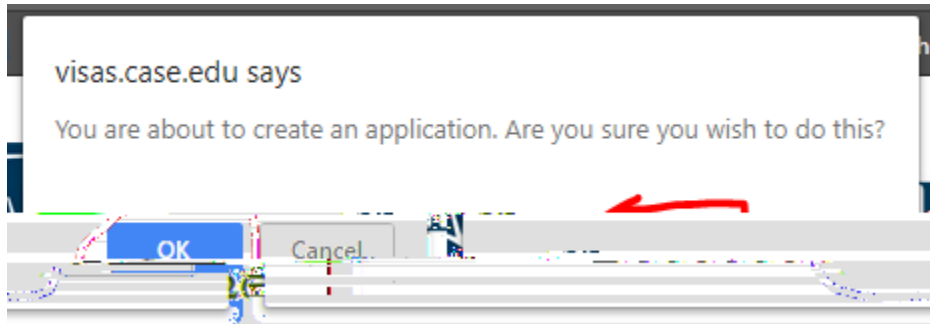 visas.case.edu says
You are about to create an application. Are you sure you wish to do this?
OK
Cancel